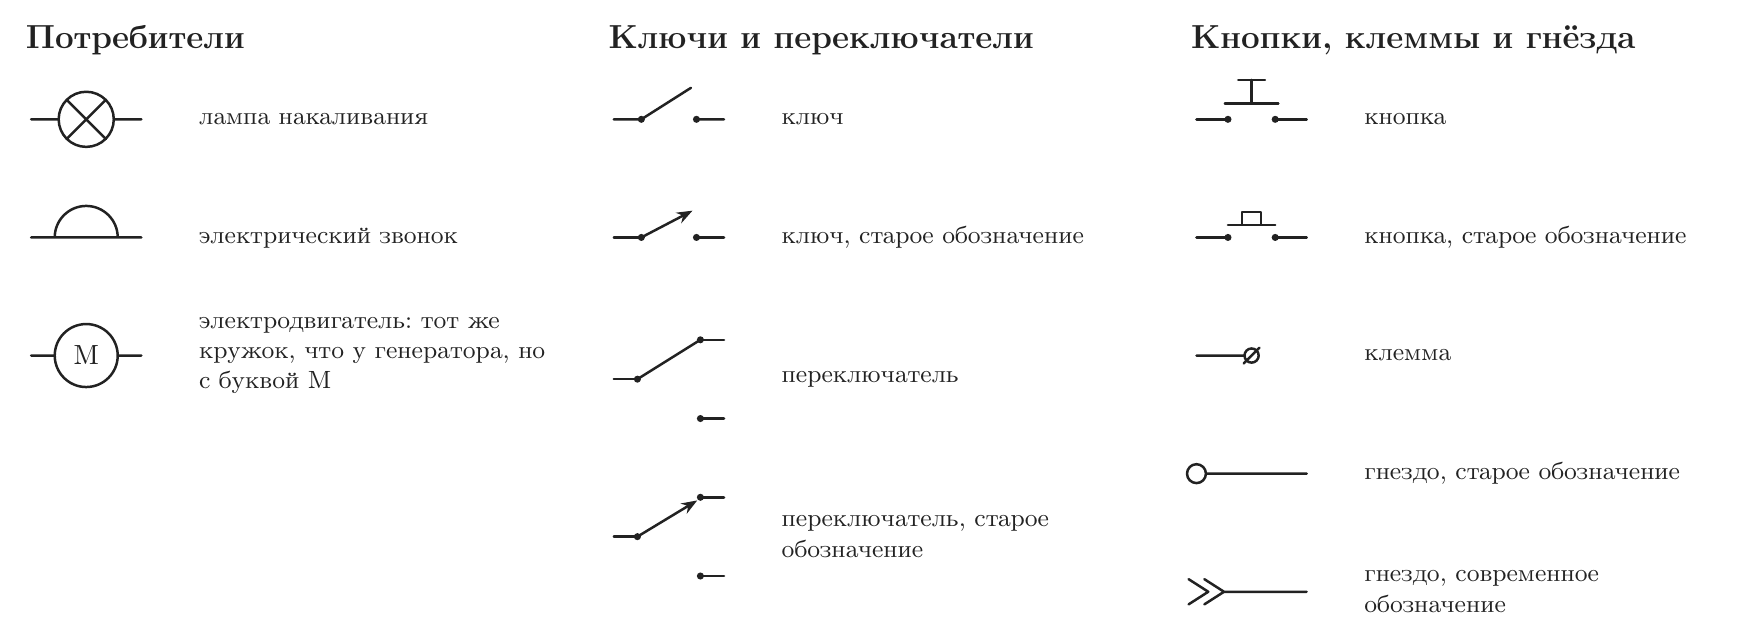 Потребители
лампа накаливания
электрический звонок
М
электродвигатель: тот же
кружок, что у генератора, но
с буквой М
Ключи и переключатели
ключ
ключ, старое обозначение
переключатель
переключатель, старое
обозначение
Кнопки, клеммы и гнёзда
кнопка
кнопка, старое обозначение
клемма
гнездо, старое обозначение
гнездо, современное
обозначение